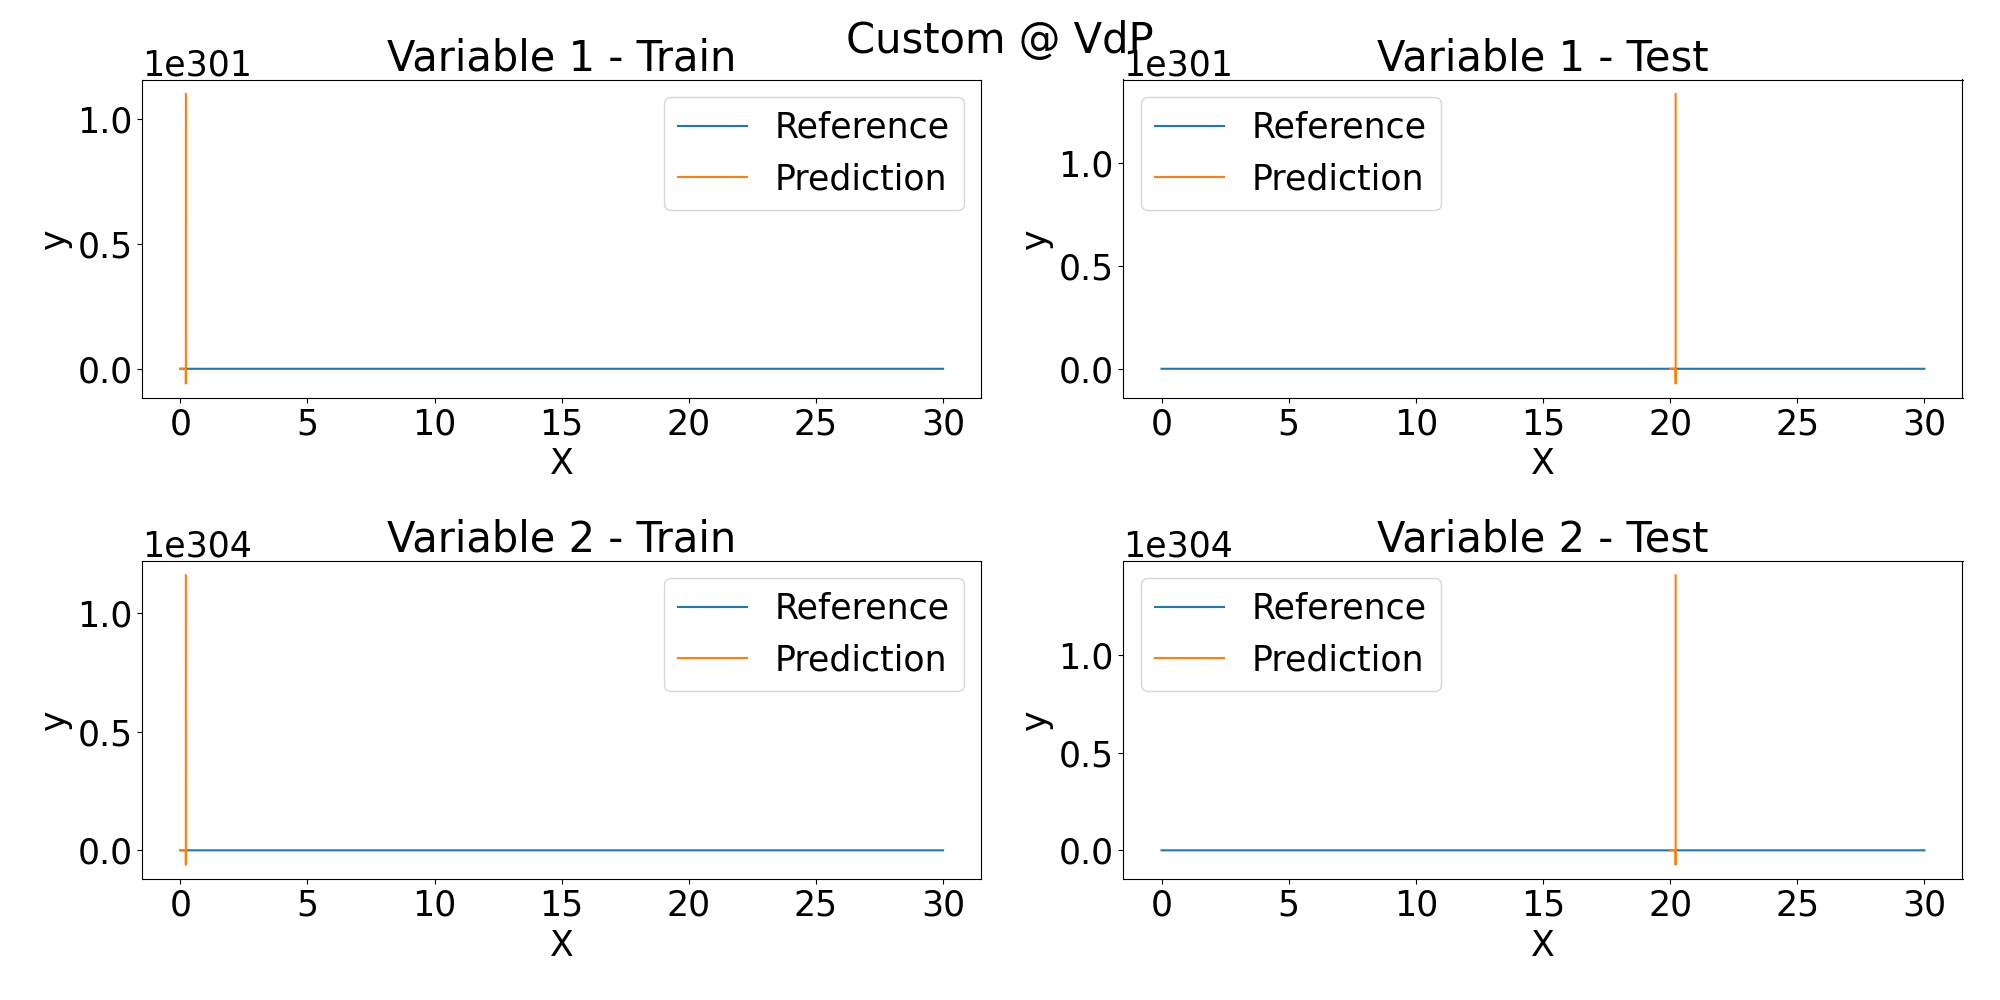 Custom @ VdP
Variable 1 - Train
1e301
1.0
0.5
0.0
y
Reference
Prediction
0 5 10 15 20 25 30
X
Variable 1 - Test
1e301
1.0
0.5
0.0
y
Reference
Prediction
0 5 10 15 20 25 30
X
Variable 2 - Train
1e304
1.0
0.5
0.0
y
Reference
Prediction
0 5 10 15 20 25 30
X
Variable 2 - Test
1e304
1.0
0.5
0.0
y
Reference
Prediction
0 5 10 15 20 25 30
X